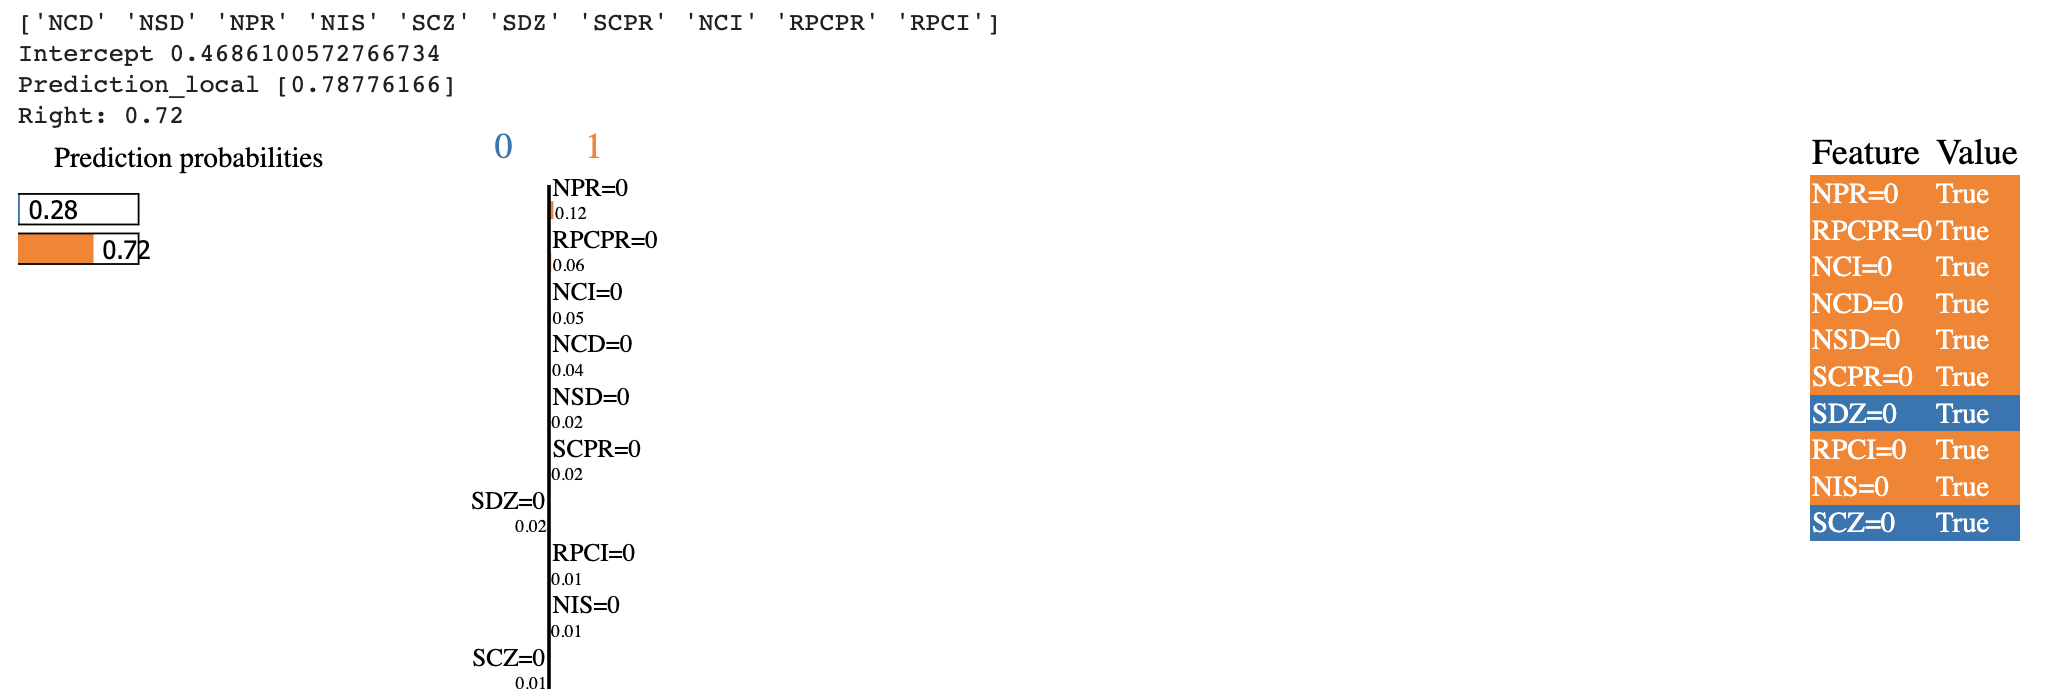 ['NCD' 'NSD' 'NPR' 'NIS' 'SCZ' 'SDZ' 'SCPR' 'NCI' 'RPCPR' 'RPCI']
Intercept 0.4686100572766734
Prediction_local [0.78776166]
Right: 0.72
Prediction probabilities
0.28
0.72
0 1
NPR=0
0.12
RPCPR=0
0.06
NCI=0
0.05
NCD=0
0.04
NSD=0
0.02
SCPR=0
0.02
SDZ=0
0.02
RPCI=0
0.01
NIS=0
0.01
SCZ=0
0.01
Feature Value
NPR=0 True
RPCPR=0 True
NCI=0 True
NCD=0 True
NSD=0 True
SCPR=0 True
SDZ=0 True
RPCI=0 True
NIS=0 True
SCZ=0 True